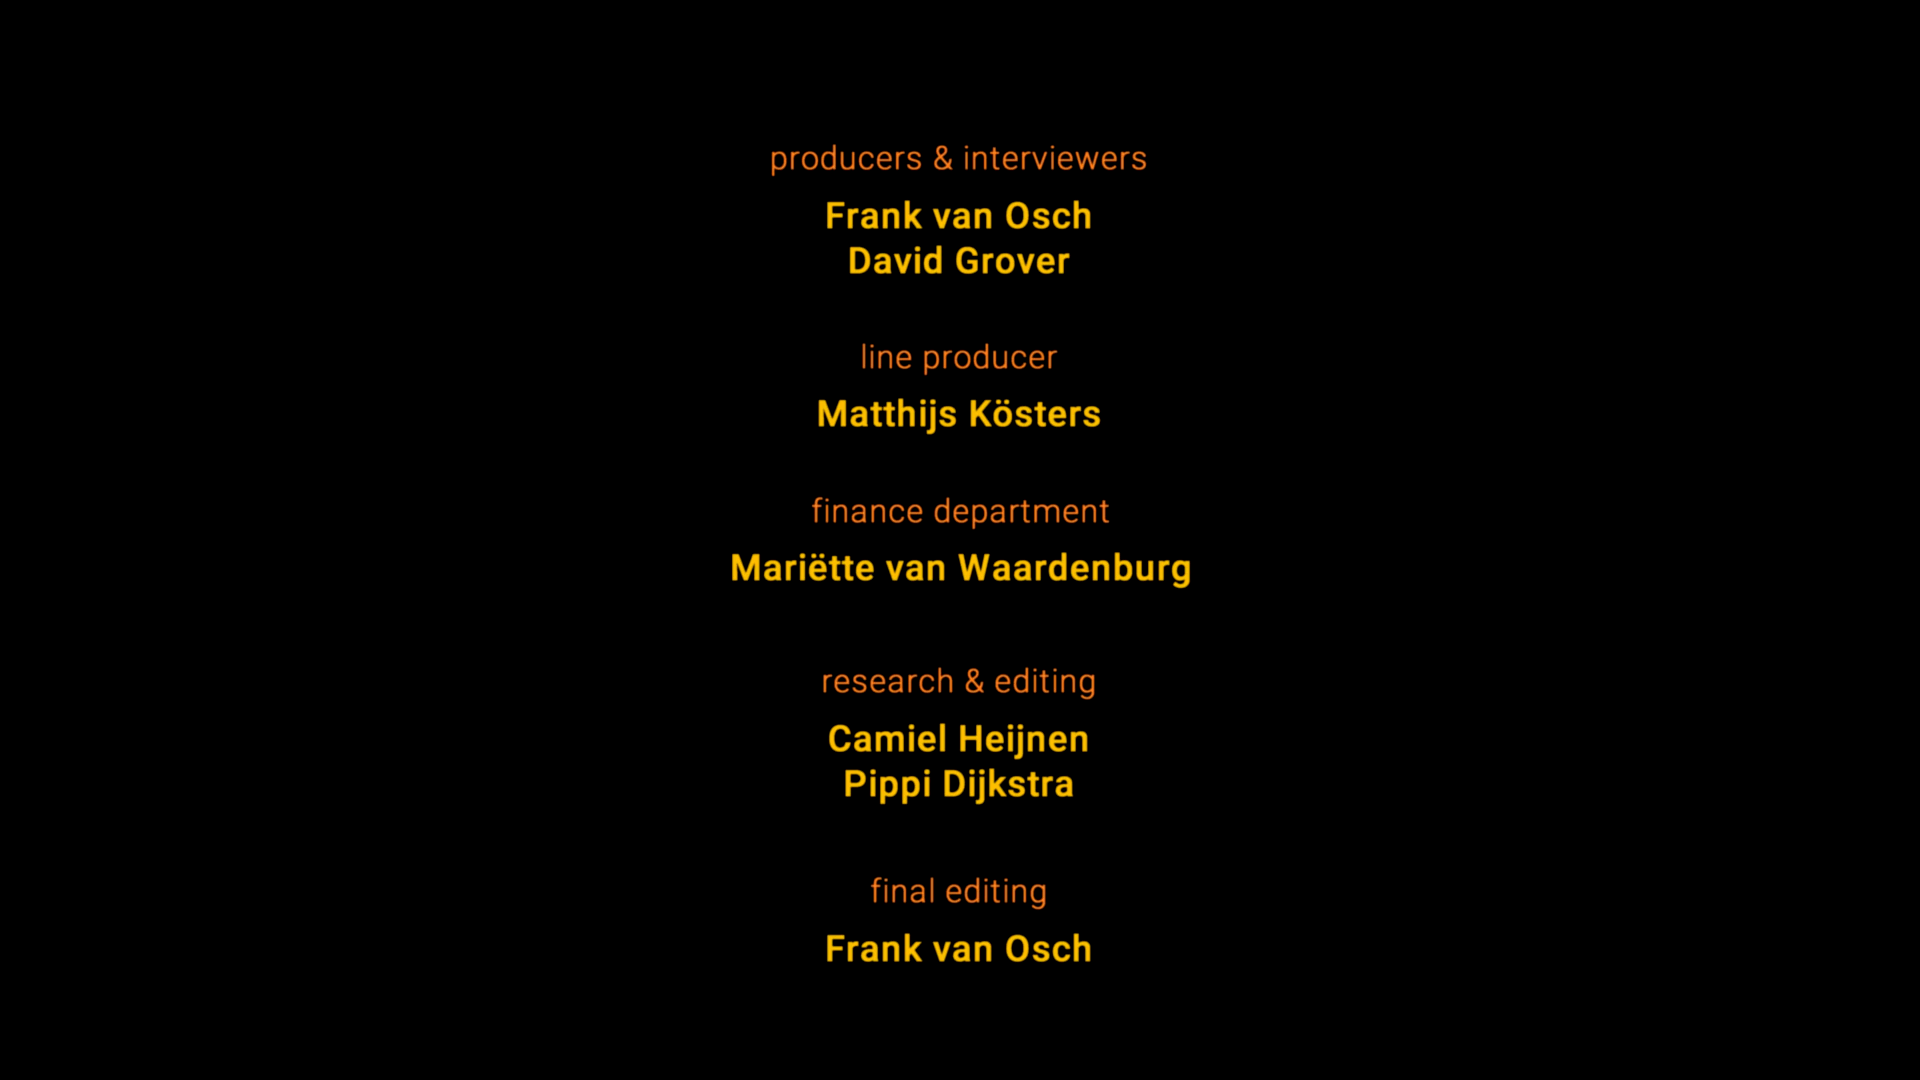 producers & interviewers
Frank van Osch
David Grover
line producer
Matthijs Kösters
finance department
Mariëtte van Waardenburg
research & editing
Camiel Heijnen
Pippi Dijkstra
final editing
Frank van Osch